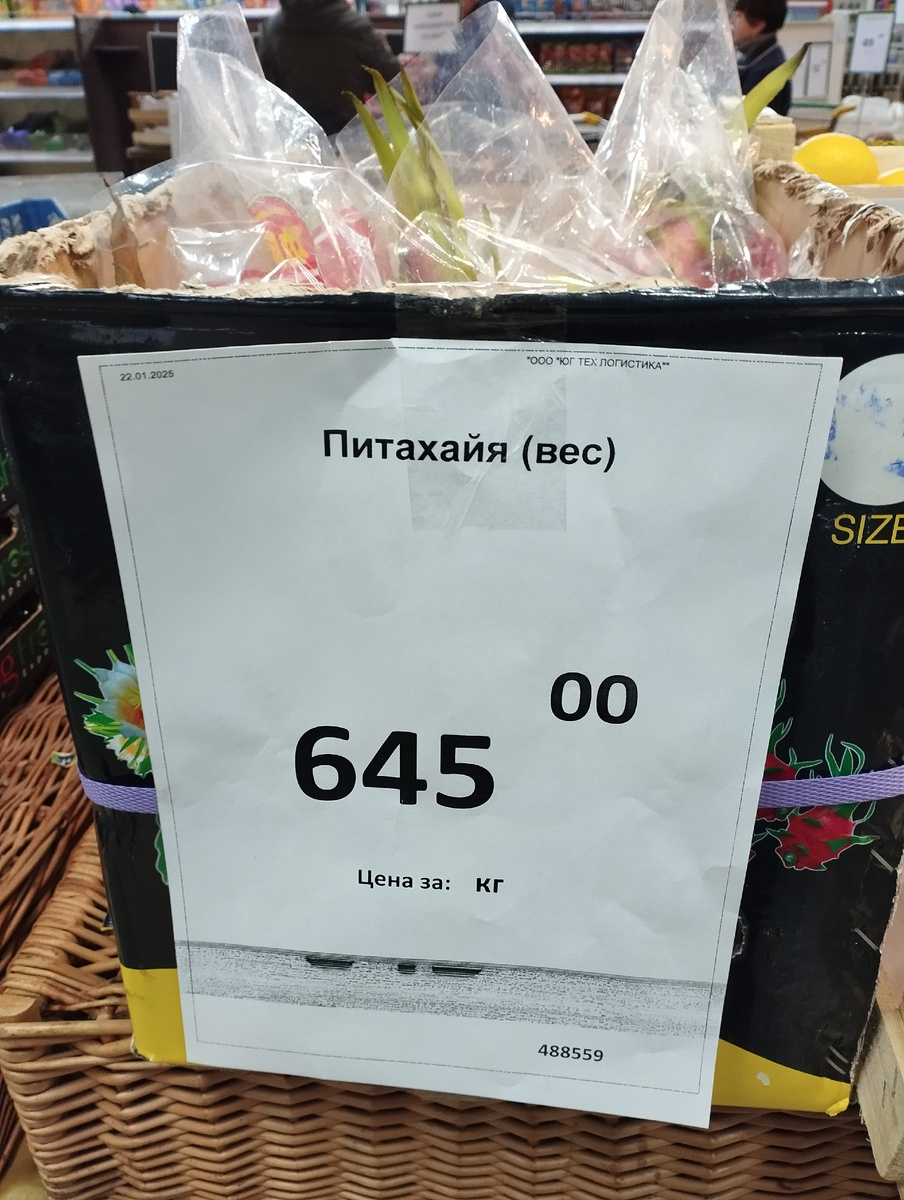 22.01.2025
"ООО "ЮГ ТЕХ ЛОГИСТИКА""
Питахайя (вес)
SIZE
00
645
Цена за: кг
488559